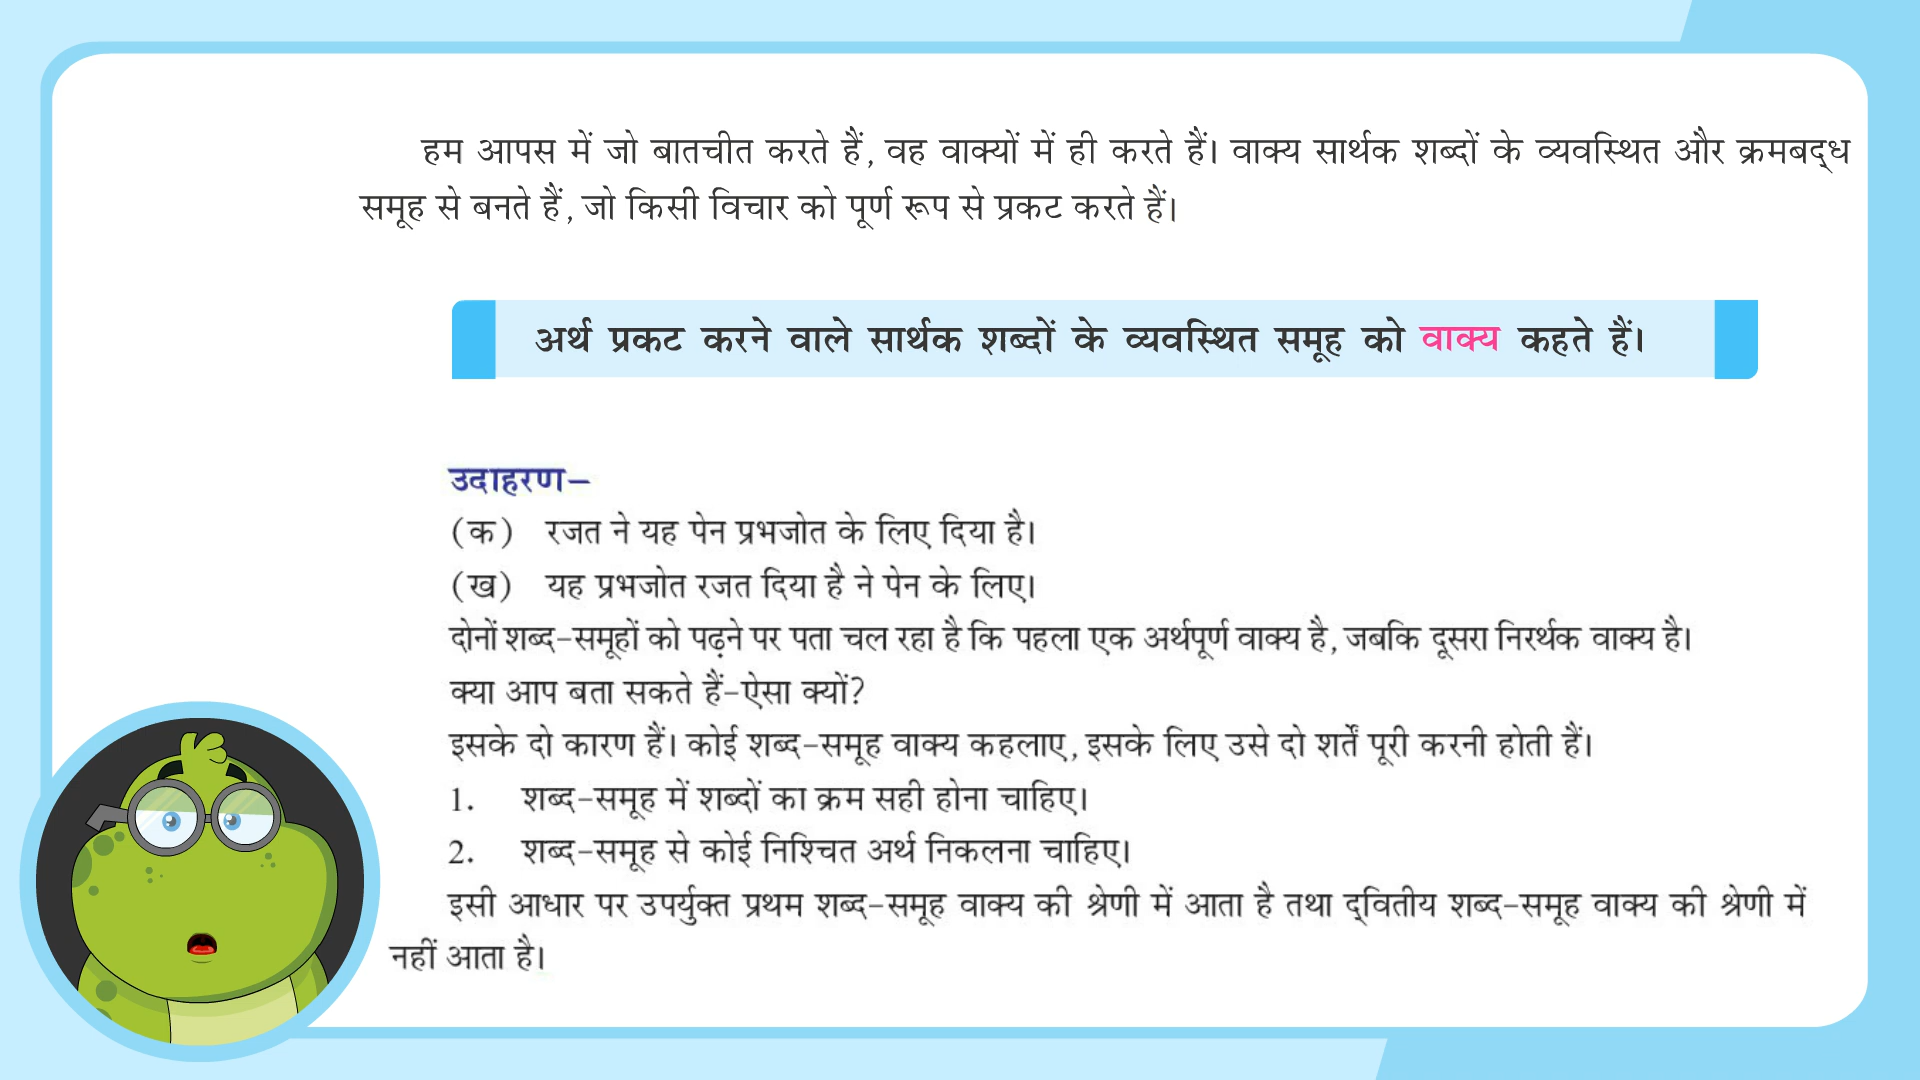 हम आपस में जो बातचीत करते हैं, वह वाक्यों में ही करते हैं। वाक्य सार्थक शब्दों के व्यवस्थित और क्रमबद्ध
समूह से बनते हैं, जो किसी विचार को पूर्ण रूप से प्रकट करते हैं।
अर्थ प्रकट करने वाले सार्थक शब्दों के व्यवस्थित समूह को वाक्य कहते हैं।
उदाहरण–
(क) रजत ने यह पेन प्रभजोत के लिए दिया है।
(ख) यह प्रभजोत रजत दिया है ने पेन के लिए।
दोनों शब्द-समूहों को पढ़ने पर पता चल रहा है कि पहला एक अर्थपूर्ण वाक्य है, जबकि दूसरा निरर्थक वाक्य है।
क्या आप बता सकते हैं-ऐसा क्यों?
इसके दो कारण हैं। कोई शब्द-समूह वाक्य कहलाए, इसके लिए उसे दो शर्तें पूरी करनी होती हैं।
1. शब्द-समूह में शब्दों का क्रम सही होना चाहिए।
2. शब्द-समूह से कोई निश्चित अर्थ निकलना चाहिए।
इसी आधार पर उपर्युक्त प्रथम शब्द-समूह वाक्य की श्रेणी में आता है तथा द्‌वितीय शब्द-समूह वाक्य की श्रेणी में
नहीं आता है।